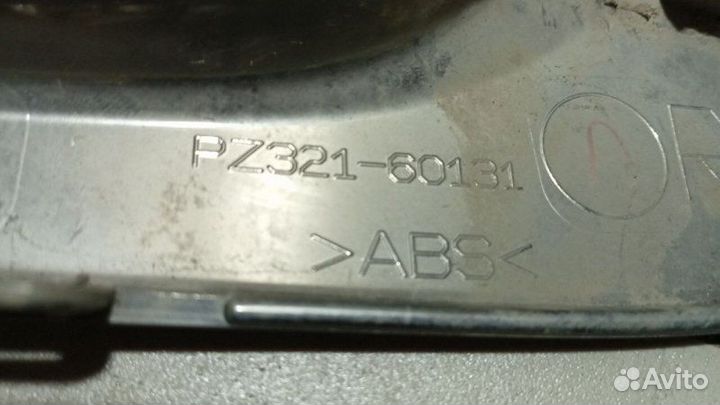 PZ321-60131
>ABS<
R
Avito